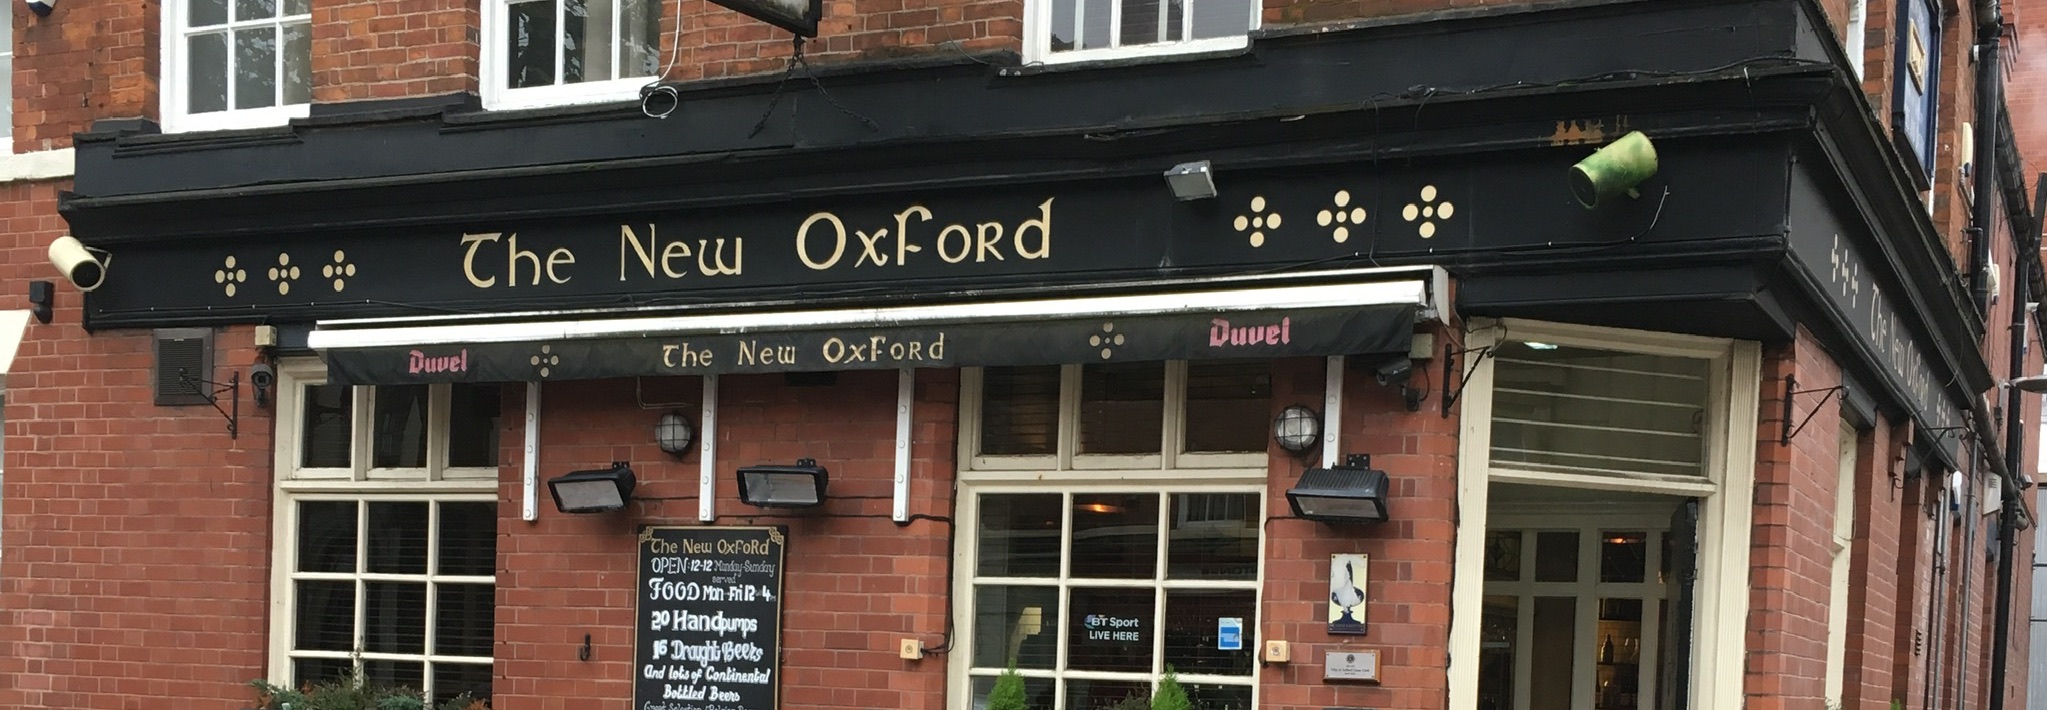 The New Oxford
Duvel The New Oxford Duvel
The New Oxford
The New Oxford
OPEN: 12-12 Monday-Sunday
served
FOOD Mon-Fri 12-4
20 Handpumps
16 Draught Beers
And lots of Continental
Bottled Beers
BT Sport
LIVE HERE